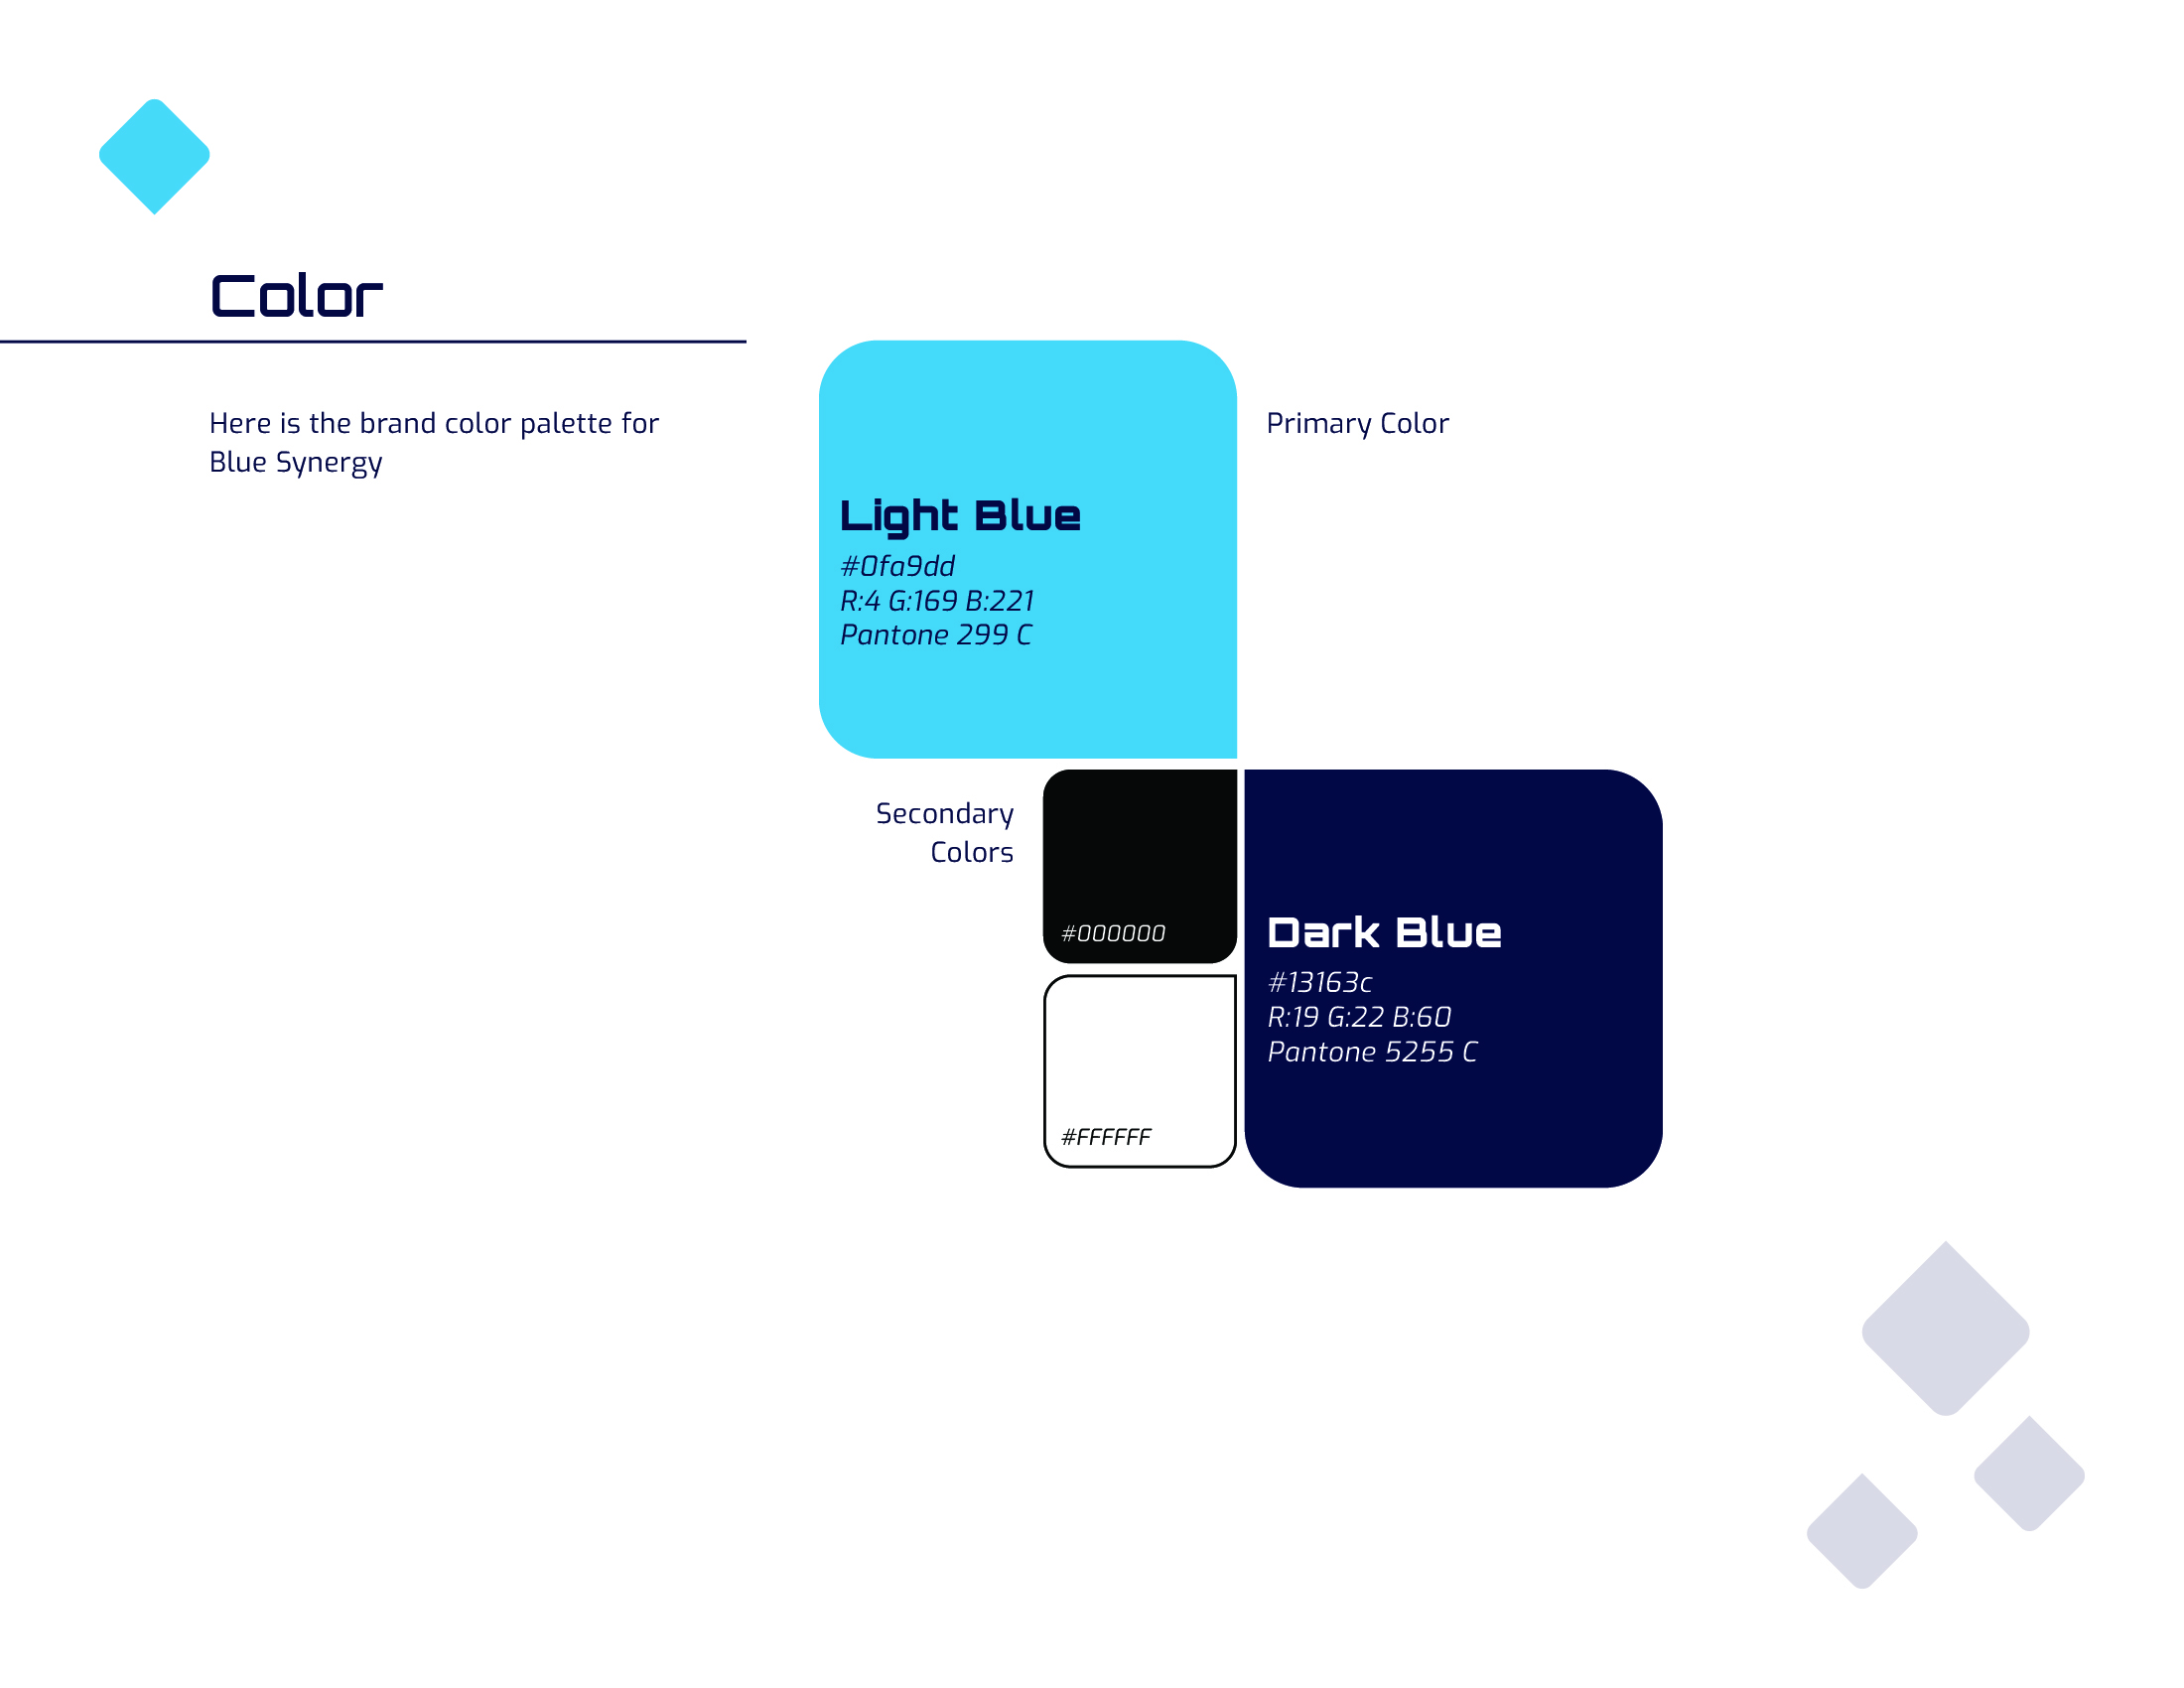 Color
Here is the brand color palette for
Blue Synergy
Primary Color
Light Blue
#0fa9dd
R:4 G:169 B:221
Pantone 299 C
Secondary
Colors
#000000
#FFFFFF
Dark Blue
#13163c
R:19 G:22 B:60
Pantone 5255 C